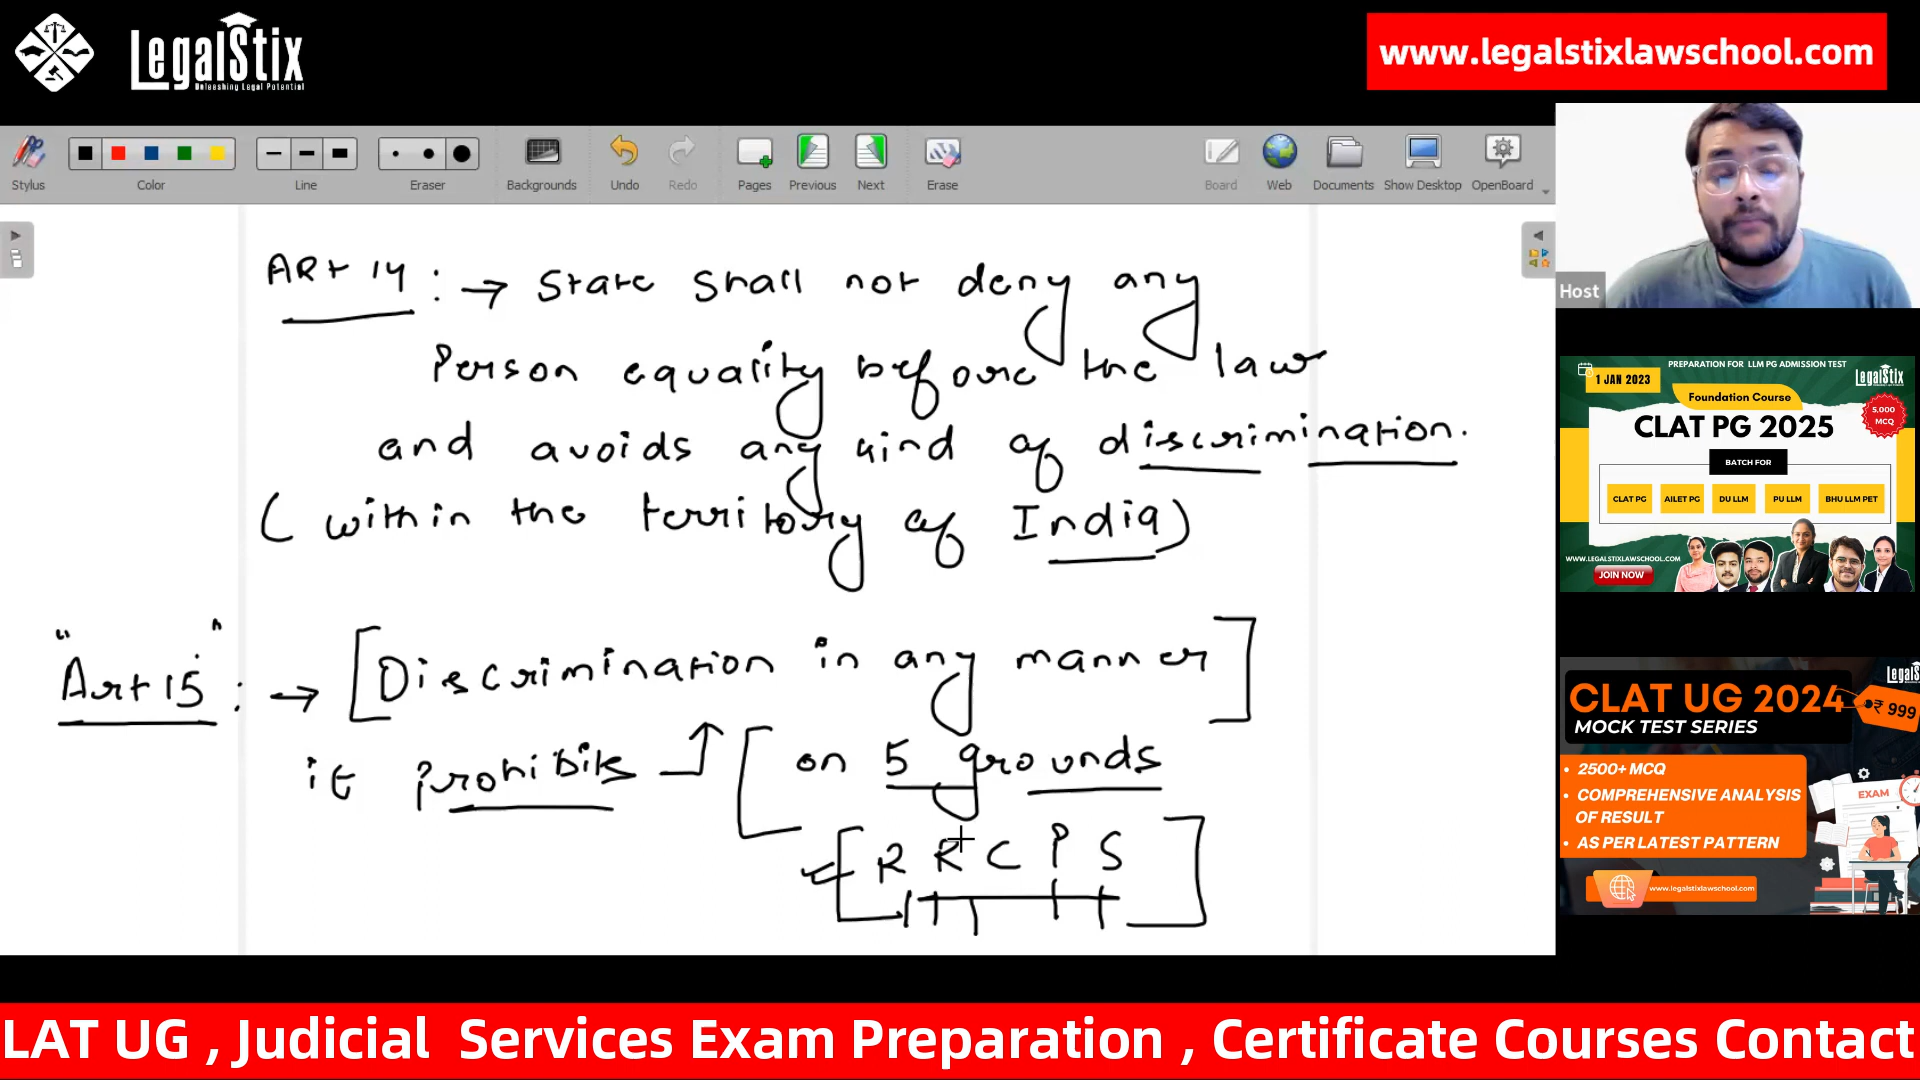 LegalStix
Unleashing Legal Potential
www.legalstixlawschool.com
Stylus Color Line Eraser Backgrounds Undo Redo Pages Previous Next Erase Board Web Documents Show Desktop OpenBoard
ARt 14 : → State Shall not deny any
Person equality before the law
and avoids any kind of discrimination.
( within the territory of India )
"Art 15" : → [Discrimination in any manner]
it prohibits [ on 5 grounds
[ R R C P S ]
Host
1 JAN 2023
PREPARATION FOR LLM PG ADMISSION TEST
LegalStix
Foundation Course
5,000 MCQ
CLAT PG 2025
BATCH FOR
CLAT PG AILET PG DU LLM PU LLM BHU LLM PET
WWW.LEGALSTIXLAWSCHOOL.COM
JOIN NOW
LegalS
CLAT UG 2024
₹ 999
MOCK TEST SERIES
• 2500+ MCQ
• COMPREHENSIVE ANALYSIS
OF RESULT
• AS PER LATEST PATTERN
EXAM
www.legalstixlawschool.com
LAT UG , Judicial Services Exam Preparation , Certificate Courses Contact